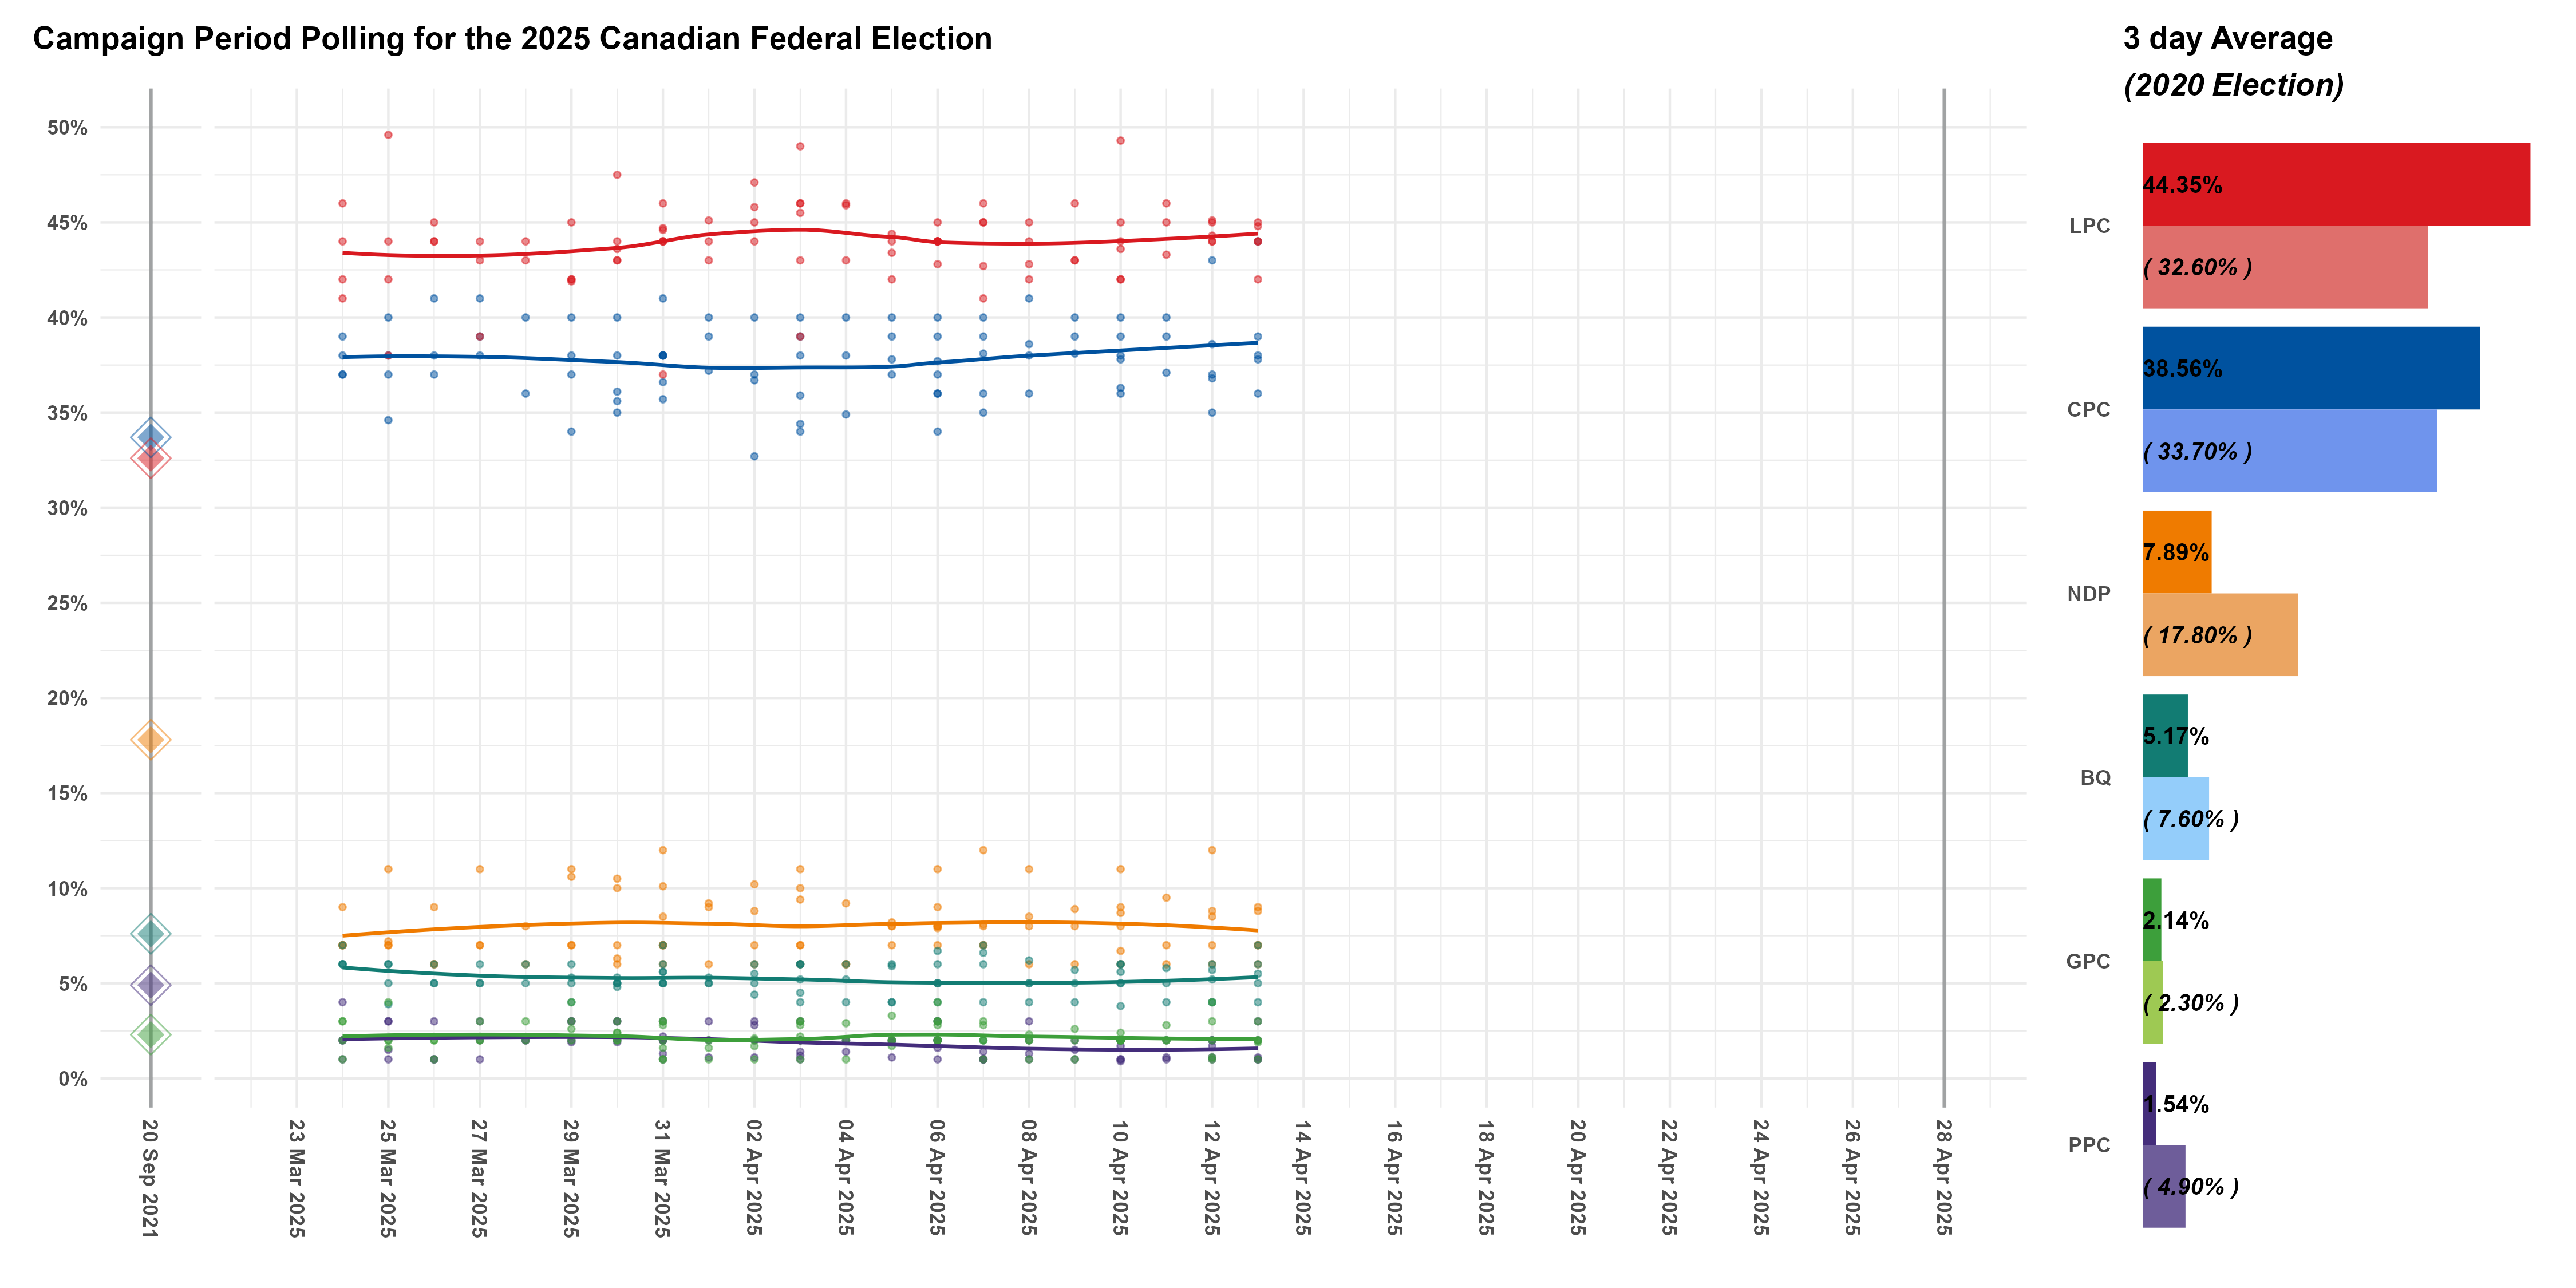 Campaign Period Polling for the 2025 Canadian Federal Election
50%
45%
40%
35%
30%
25%
20%
15%
10%
5%
0%
20 Sep 2021
23 Mar 2025
25 Mar 2025
27 Mar 2025
29 Mar 2025
31 Mar 2025
02 Apr 2025
04 Apr 2025
06 Apr 2025
08 Apr 2025
10 Apr 2025
12 Apr 2025
14 Apr 2025
16 Apr 2025
18 Apr 2025
20 Apr 2025
22 Apr 2025
24 Apr 2025
26 Apr 2025
28 Apr 2025
3 day Average
(2020 Election)
LPC
44.35%
( 32.60% )
CPC
38.56%
( 33.70% )
NDP
7.89%
( 17.80% )
BQ
5.17%
( 7.60% )
GPC
2.14%
( 2.30% )
PPC
1.54%
( 4.90% )